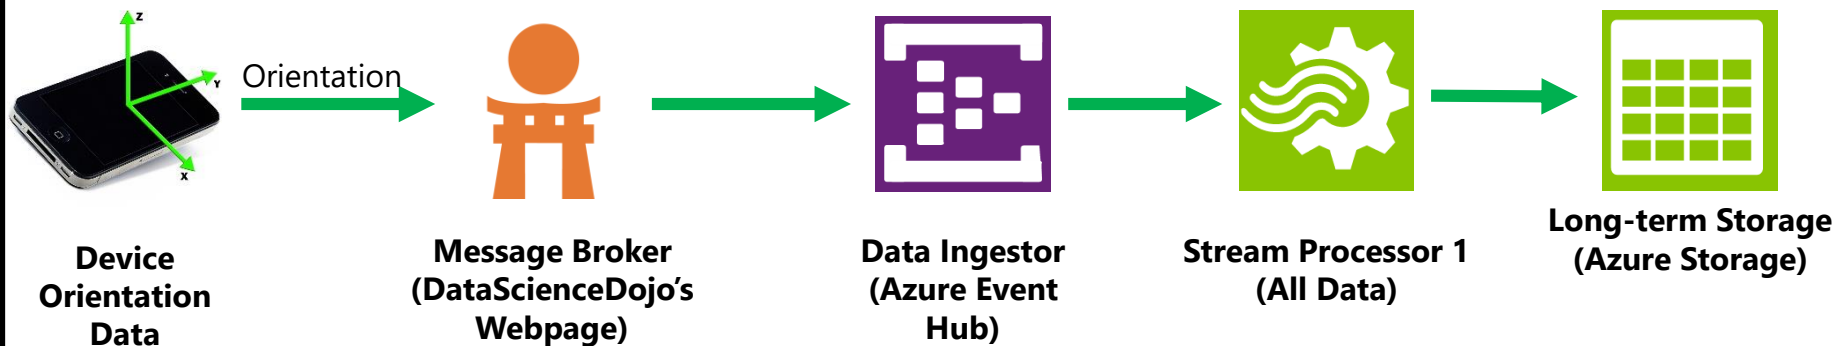 Z
Y
X
Orientation
Device
Orientation
Data
Message Broker
(DataScienceDojo’s
Webpage)
Data Ingestor
(Azure Event
Hub)
Stream Processor 1
(All Data)
Long-term Storage
(Azure Storage)